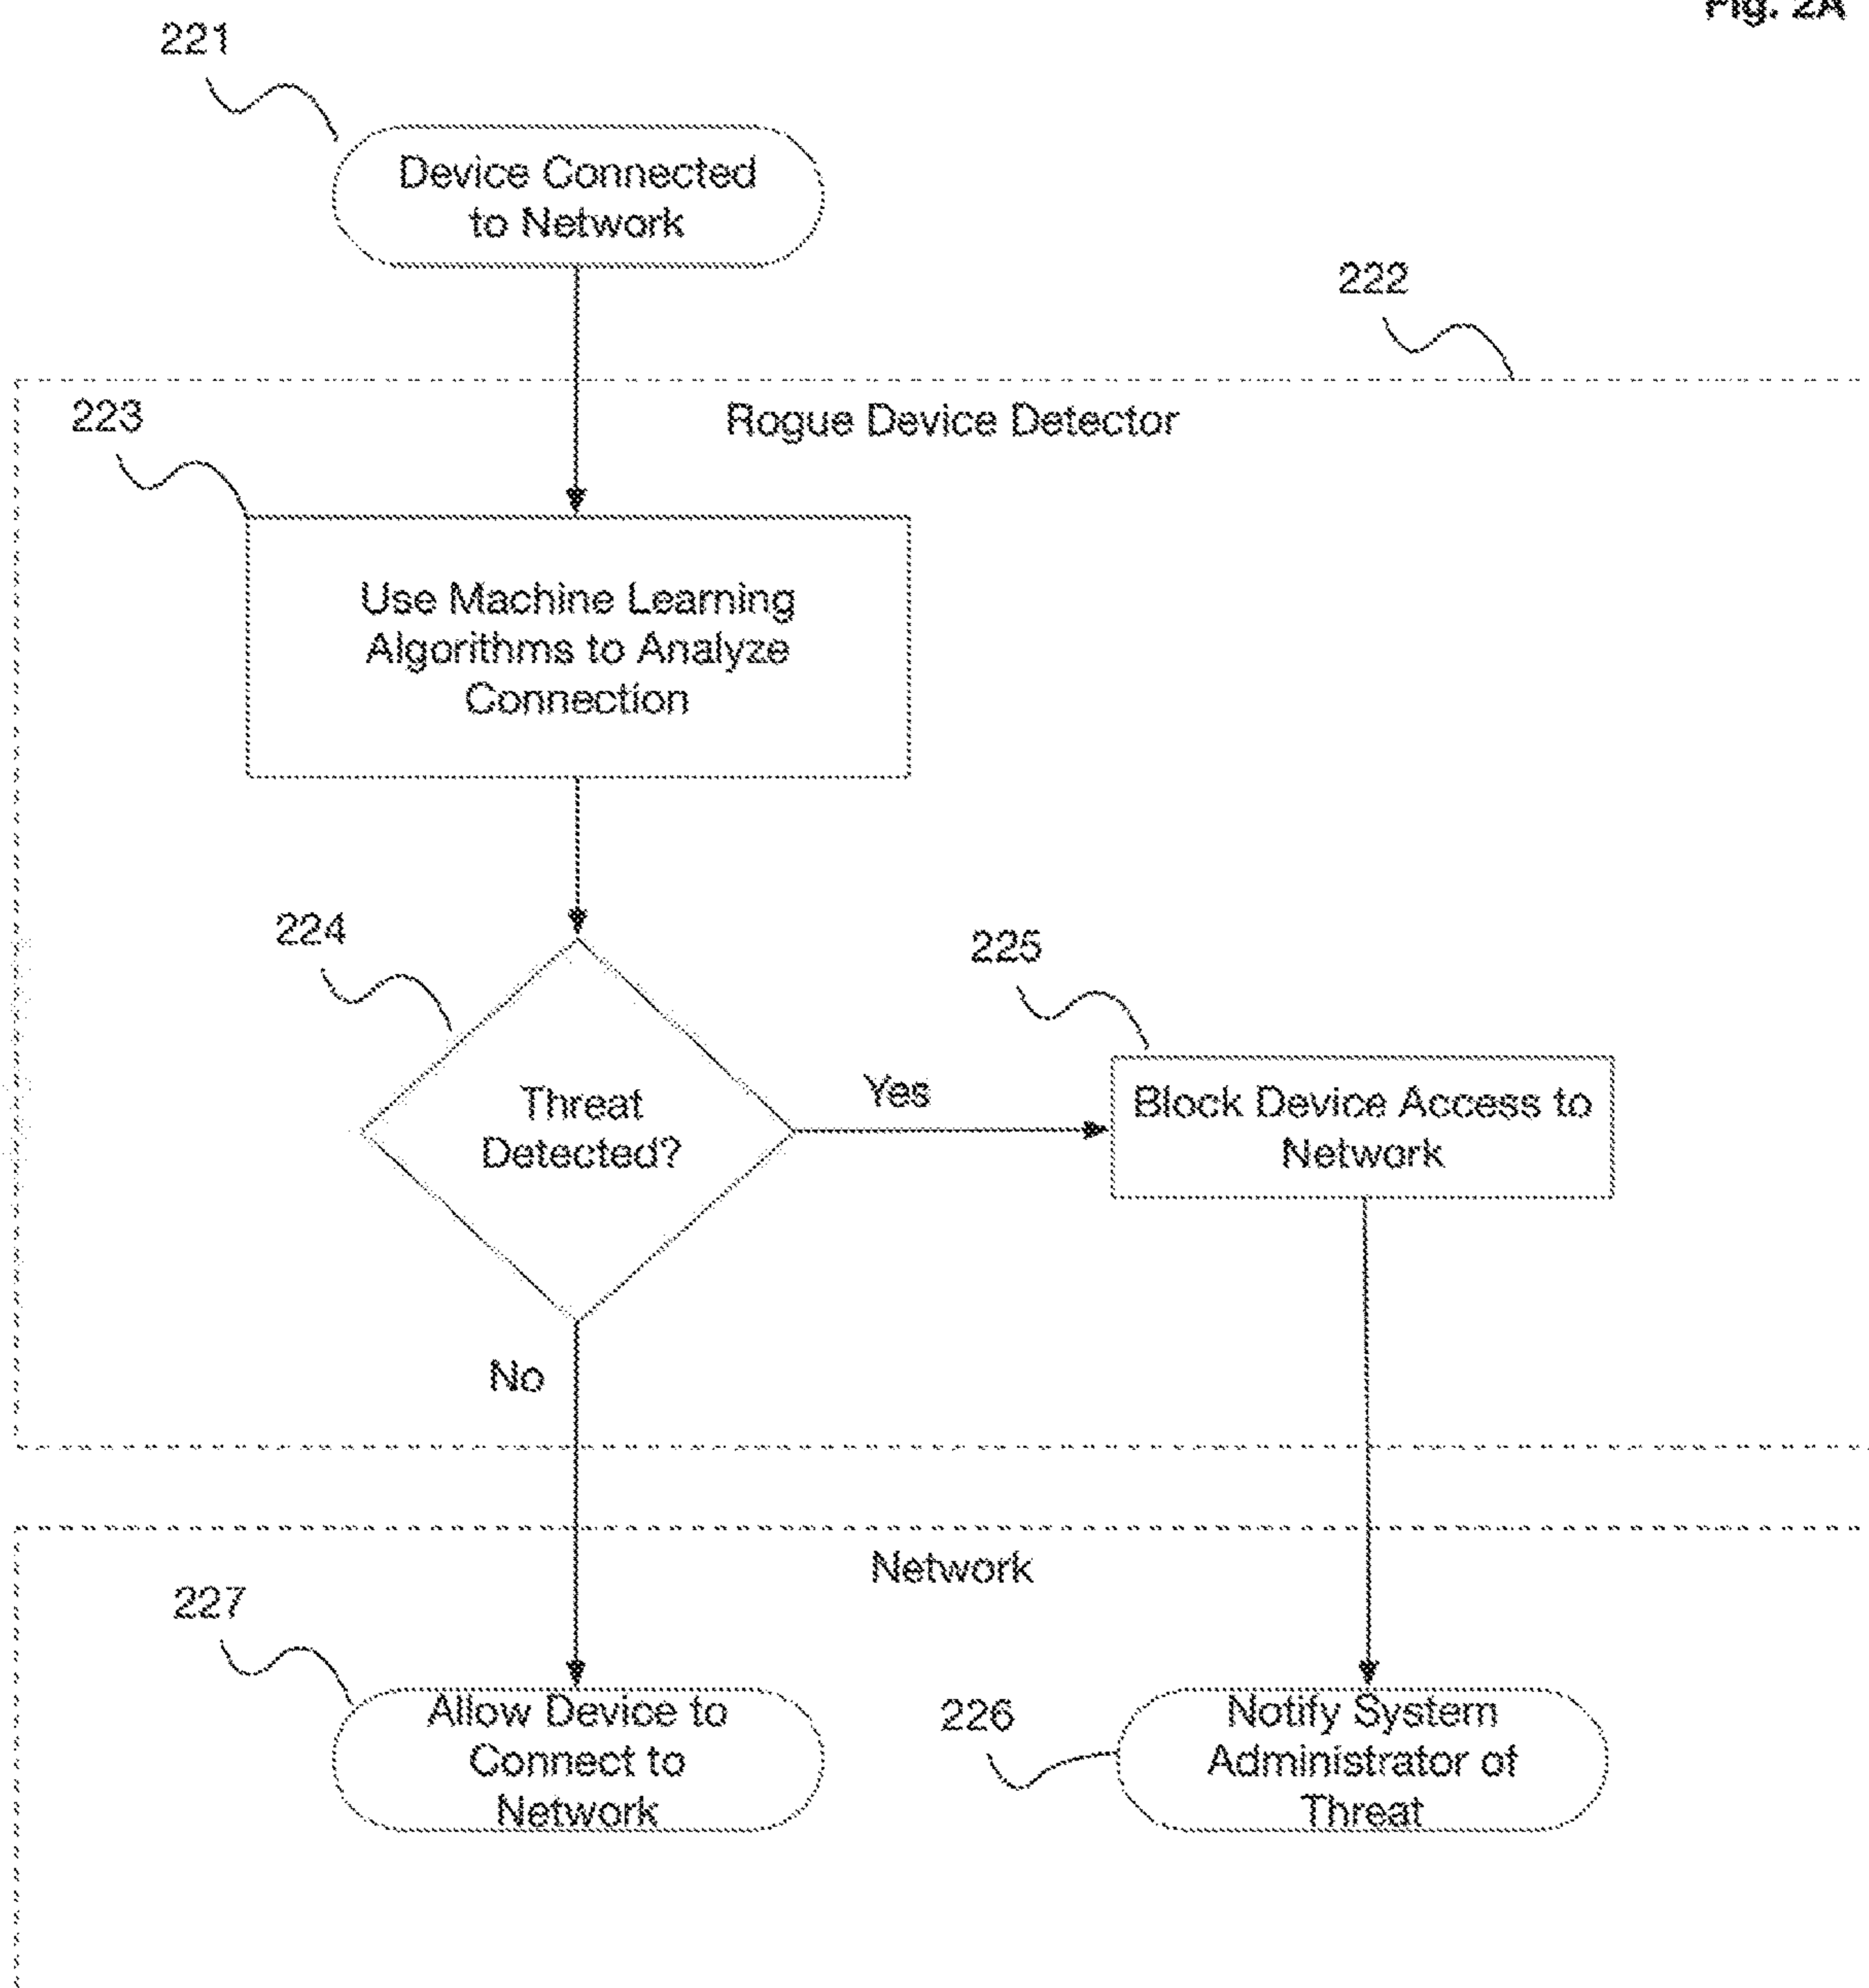 Fig. 2A
221
Device Connected
to Network
222
Rogue Device Detector
223
Use Machine Learning
Algorithms to Analyze
Connection
224
Threat
Detected?
Yes
225
Block Device Access to
Network
No
Network
227
Allow Device to
Connect to
Network
226
Notify System
Administrator of
Threat